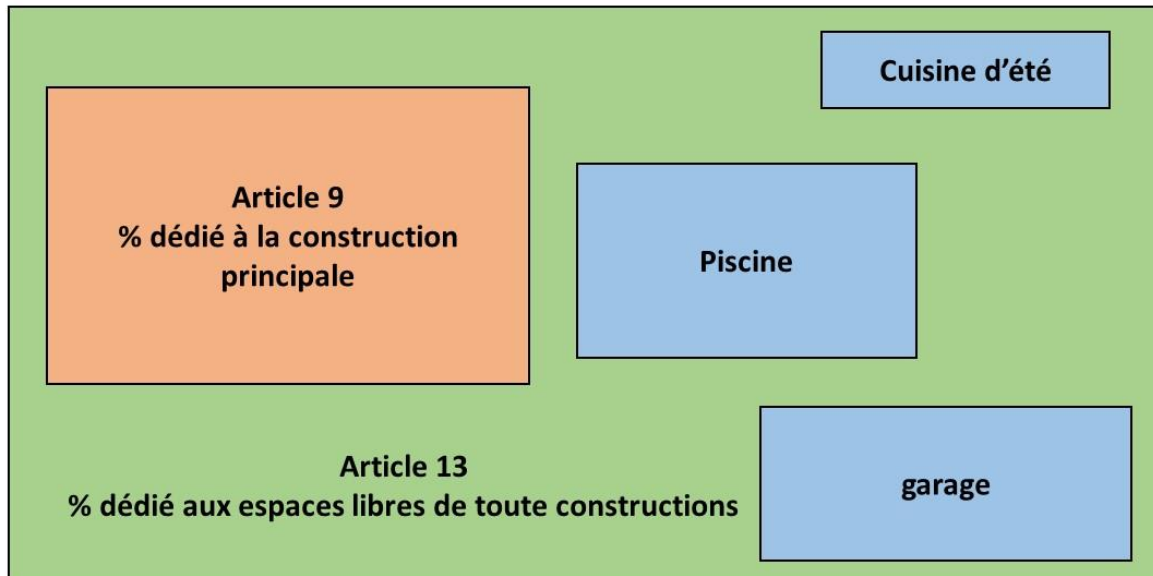 Cuisine d’été
Article 9
% dédié à la construction
principale
Piscine
Article 13
% dédié aux espaces libres de toute constructions
garage